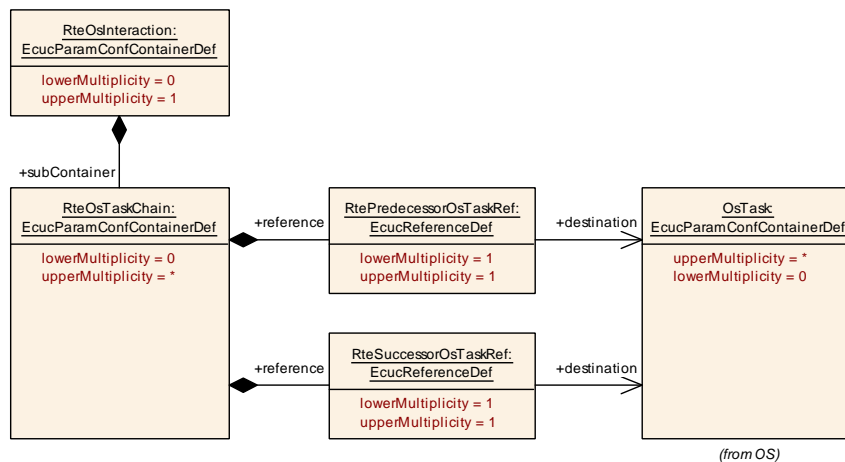 RteOsInteraction:
EcucParamConfContainerDef
lowerMultiplicity = 0
upperMultiplicity = 1
+subContainer
RteOsTaskChain:
EcucParamConfContainerDef
lowerMultiplicity = 0
upperMultiplicity = *
+reference
RtePredecessorOsTaskRef:
EcucReferenceDef
lowerMultiplicity = 1
upperMultiplicity = 1
+destination
OsTask:
EcucParamConfContainerDef
upperMultiplicity = *
lowerMultiplicity = 0
+reference
RteSuccessorOsTaskRef:
EcucReferenceDef
lowerMultiplicity = 1
upperMultiplicity = 1
+destination
(from OS)